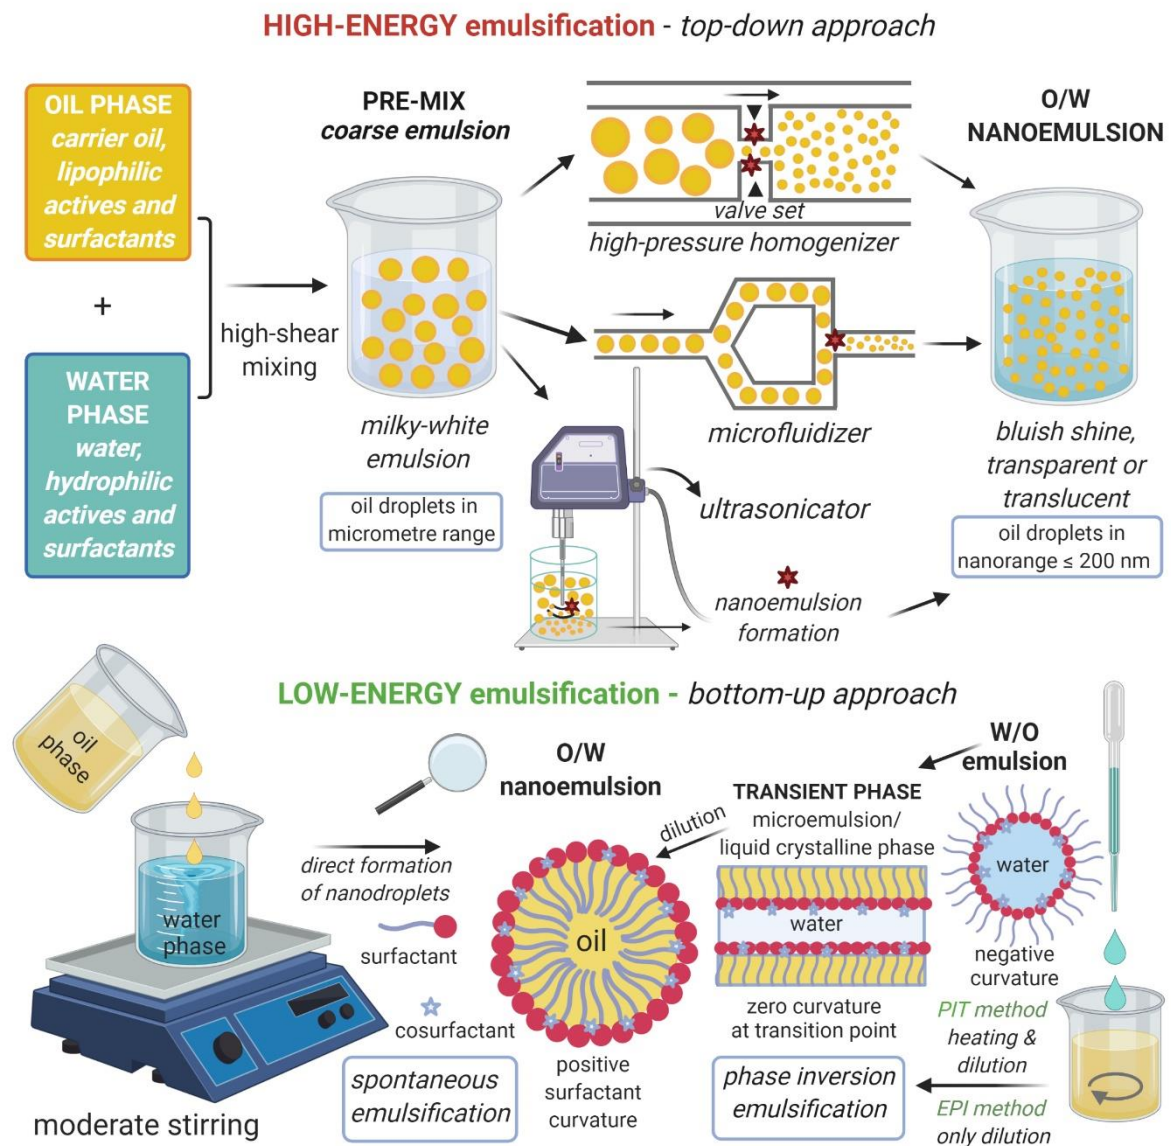 HIGH-ENERGY emulsification - top-down approach
OIL PHASE
carrier oil,
lipophilic
actives and
surfactants
+
WATER
PHASE
water,
hydrophilic
actives and
surfactants
high-shear
mixing
PRE-MIX
coarse emulsion
milky-white
emulsion
oil droplets in
micrometre range
valve set
high-pressure homogenizer
microfluidizer
ultrasonicator
nanoemulsion
formation
O/W
NANOEMULSION
bluish shine,
transparent or
translucent
oil droplets in
nanorange ≤ 200 nm
LOW-ENERGY emulsification - bottom-up approach
oil
phase
water
phase
moderate stirring
direct formation
of nanodroplets
surfactant
cosurfactant
spontaneous
emulsification
O/W
nanoemulsion
oil
positive
surfactant
curvature
dilution
TRANSIENT PHASE
microemulsion/
liquid crystalline phase
water
zero curvature
at transition point
phase inversion
emulsification
W/O
emulsion
water
negative
curvature
PIT method
heating &
dilution
EPI method
only dilution